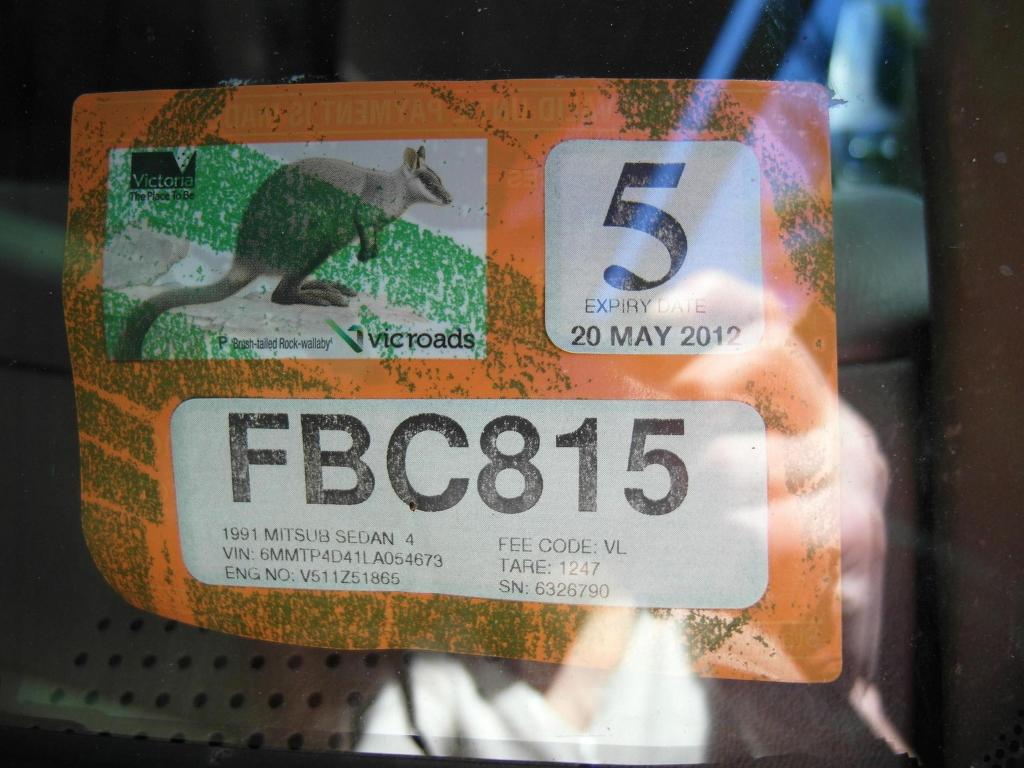 Victoria
The Place To Be
Brush-tailed Rock-wallaby
vicroads
5
EXPIRY DATE
20 MAY 2012
FBC815
1991 MITSUB SEDAN 4
VIN: 6MMTP4D41LA054673
ENG NO: V511Z51865
FEE CODE: VL
TARE: 1247
SN: 6326790